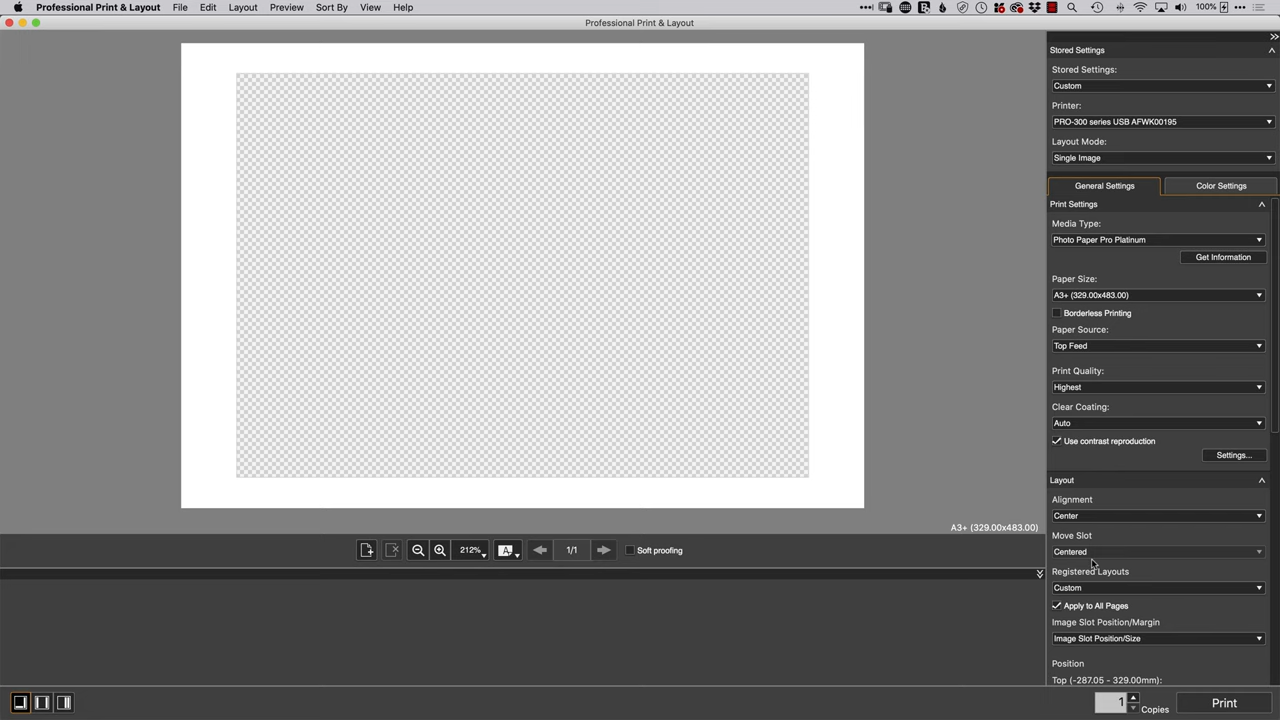 Professional Print & Layout File Edit Layout Preview Sort By View Help 100%
Professional Print & Layout
Stored Settings
Stored Settings:
Custom
Printer:
PRO-300 series USB AFWK00195
Layout Mode:
Single Image
General Settings Color Settings
Print Settings
Media Type:
Photo Paper Pro Platinum
Get Information
Paper Size:
A3+ (329.00x483.00)
Borderless Printing
Paper Source:
Top Feed
Print Quality:
Highest
Clear Coating:
Auto
Use contrast reproduction
Settings...
Layout
Alignment
Center
Move Slot
Centered
Registered Layouts
Custom
Apply to All Pages
Image Slot Position/Margin
Image Slot Position/Size
Position
Top (-287.05 - 329.00mm):
A3+ (329.00x483.00)
212% A 1/1 Soft proofing
1 Copies Print